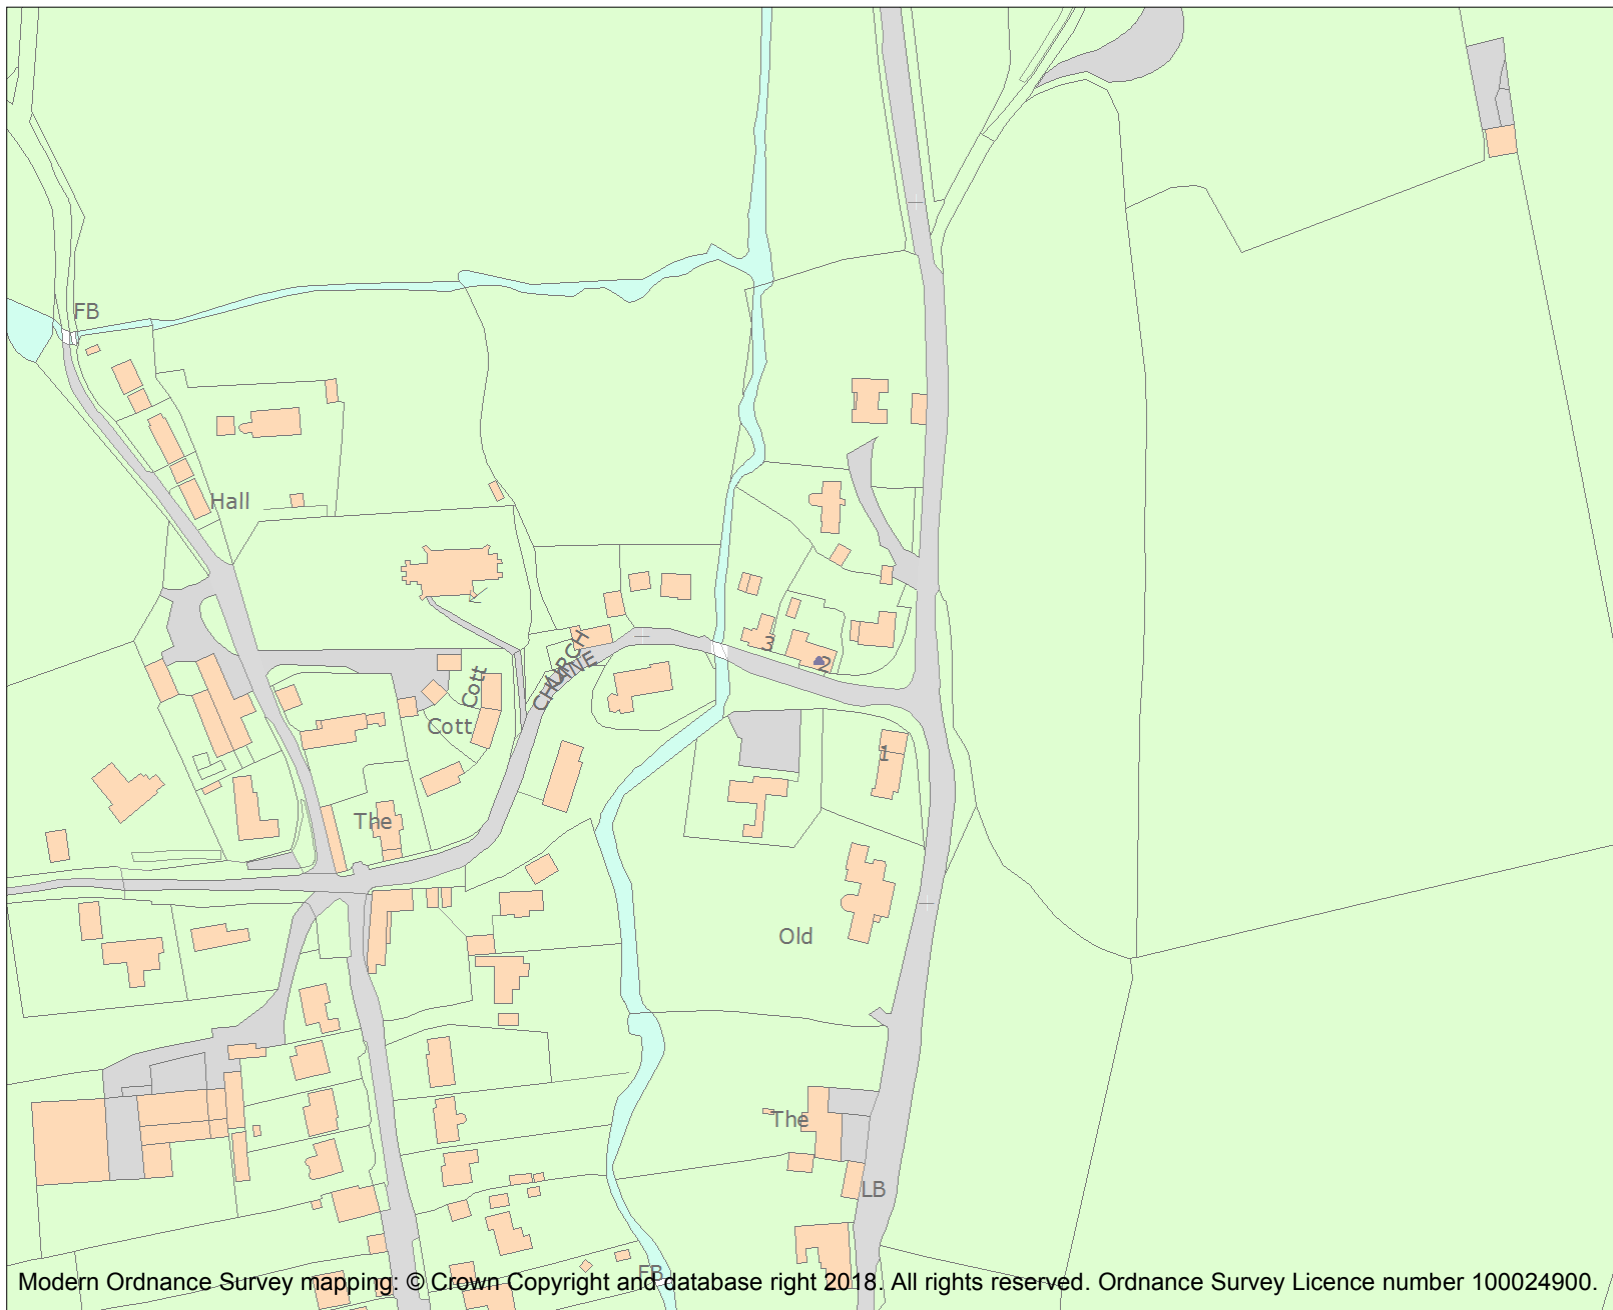 FB
Hall
CHURCH
LANE
3
2
Cott
Cott
1
The
Old
The
LB
FB
Modern Ordnance Survey mapping: © Crown Copyright and database right 2018. All rights reserved. Ordnance Survey Licence number 100024900.